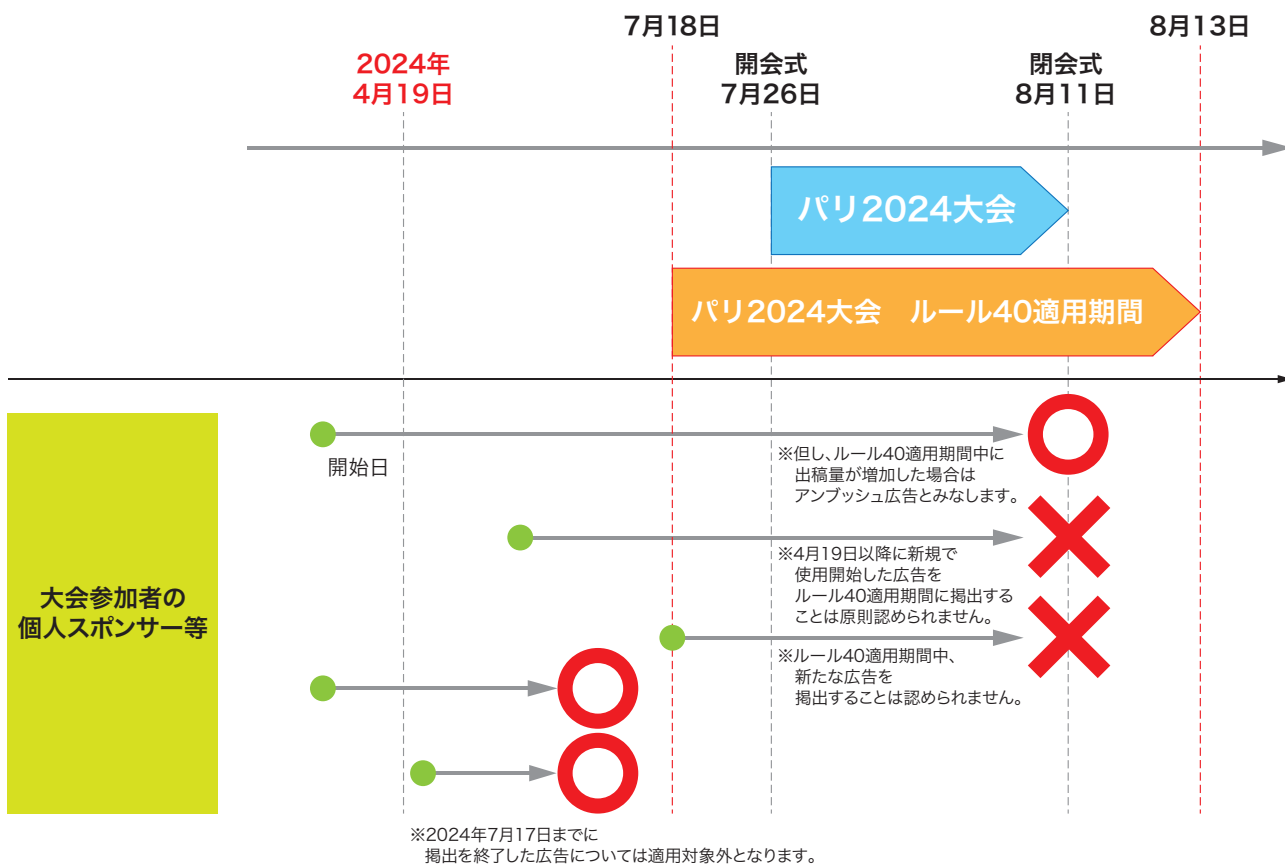 7月18日
8月13日
2024年
4月19日
開会式
7月26日
閉会式
8月11日
パリ2024大会
パリ2024大会　ルール40適用期間
大会参加者の
個人スポンサー等
開始日
※但し、ルール40適用期間中に
出稿量が増加した場合は
アンブッシュ広告とみなします。
※4月19日以降に新規で
使用開始した広告を
ルール40適用期間に掲出する
ことは原則認められません。
※ルール40適用期間中、
新たな広告を
掲出することは認められません。
※2024年7月17日までに
掲出を終了した広告については適用対象外となります。